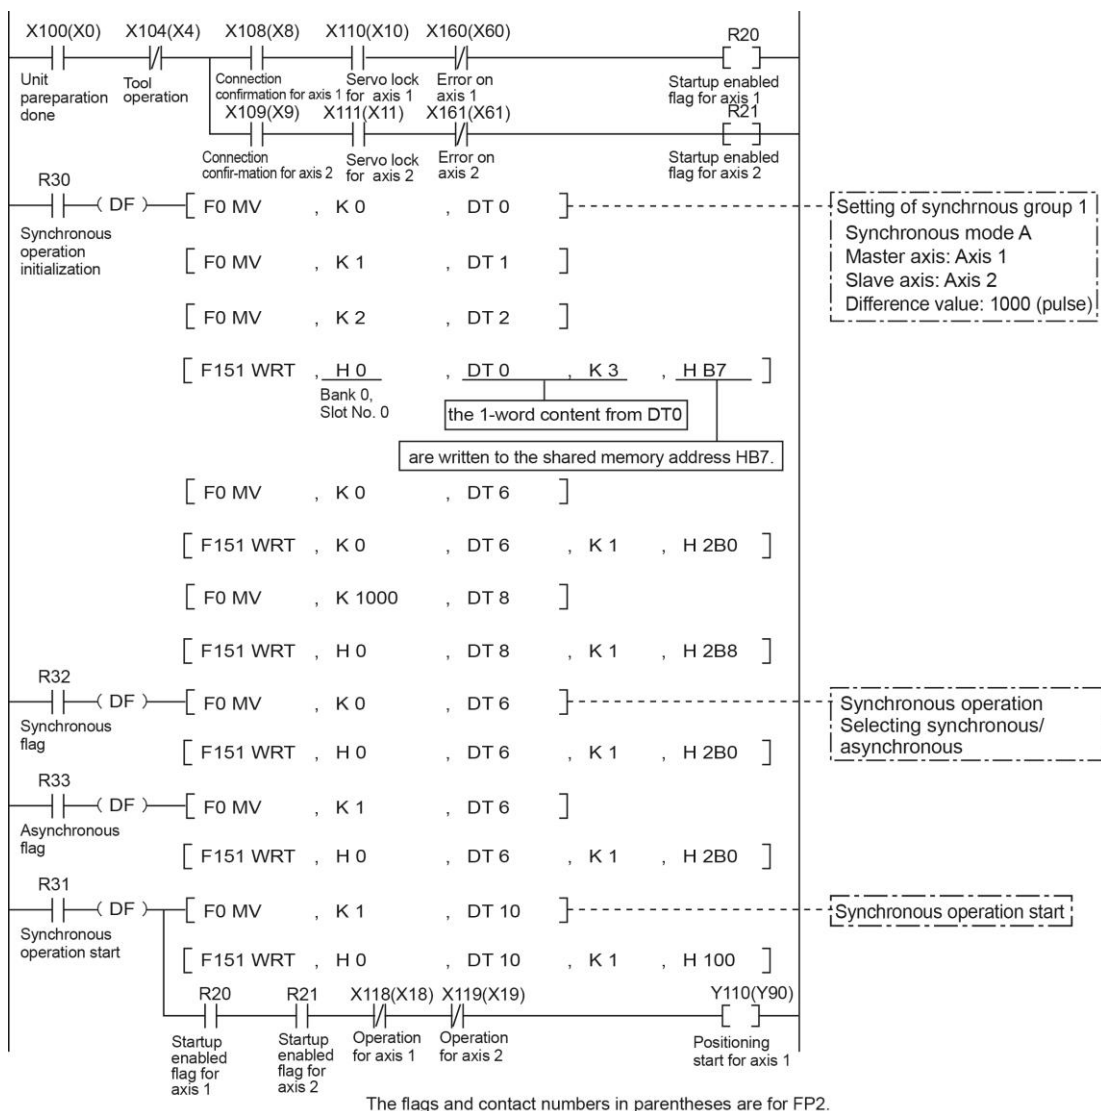 X100(X0) X104(X4) X108(X8) X110(X10) X160(X60) R20
Unit pareparation done
Tool operation
Connection confirmation for axis 1
Servo lock for axis 1
Error on axis 1
Startup enabled flag for axis 1
X109(X9) X111(X11) X161(X61) R21
Connection confir-mation for axis 2
Servo lock for axis 2
Error on axis 2
Startup enabled flag for axis 2
R30
( DF ) [ F0 MV , K 0 , DT 0 ]
Synchronous operation initialization
Setting of synchrnous group 1
Synchronous mode A
Master axis: Axis 1
Slave axis: Axis 2
Difference value: 1000 (pulse)
[ F0 MV , K 1 , DT 1 ]
[ F0 MV , K 2 , DT 2 ]
[ F151 WRT , H 0 , DT 0 , K 3 , H B7 ]
Bank 0,
Slot No. 0
the 1-word content from DT0
are written to the shared memory address HB7.
[ F0 MV , K 0 , DT 6 ]
[ F151 WRT , K 0 , DT 6 , K 1 , H 2B0 ]
[ F0 MV , K 1000 , DT 8 ]
[ F151 WRT , H 0 , DT 8 , K 1 , H 2B8 ]
R32
( DF ) [ F0 MV , K 0 , DT 6 ]
Synchronous flag
Synchronous operation
Selecting synchronous/
asynchronous
[ F151 WRT , H 0 , DT 6 , K 1 , H 2B0 ]
R33
( DF ) [ F0 MV , K 1 , DT 6 ]
Asynchronous flag
[ F151 WRT , H 0 , DT 6 , K 1 , H 2B0 ]
R31
( DF ) [ F0 MV , K 1 , DT 10 ]
Synchronous operation start
Synchronous operation start
[ F151 WRT , H 0 , DT 10 , K 1 , H 100 ]
R20 R21 X118(X18) X119(X19) Y110(Y90)
Startup enabled flag for axis 1
Startup enabled flag for axis 2
Operation for axis 1
Operation for axis 2
Positioning start for axis 1
The flags and contact numbers in parentheses are for FP2.